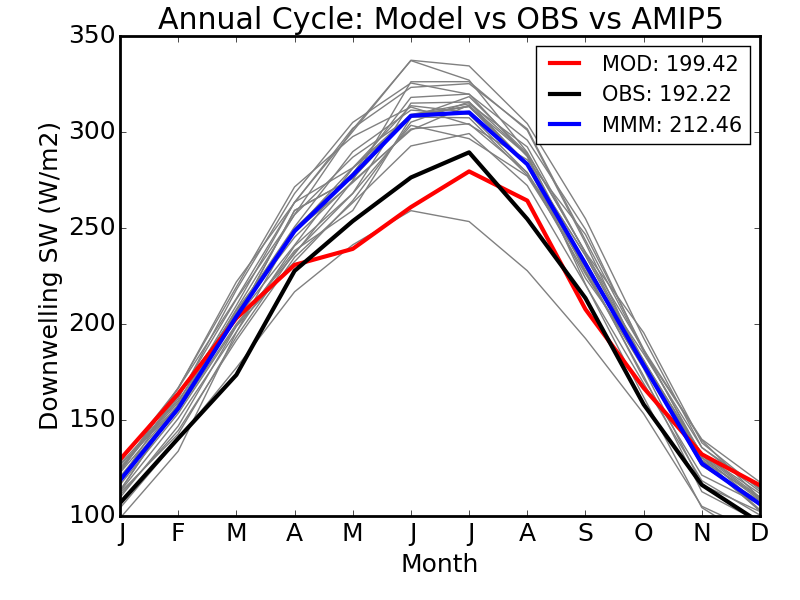 Annual Cycle: Model vs OBS vs AMIP5
350
300
250
200
150
100
Downwelling SW (W/m2)
MOD: 199.42
OBS: 192.22
MMM: 212.46
J F M A M J J A S O N D
Month